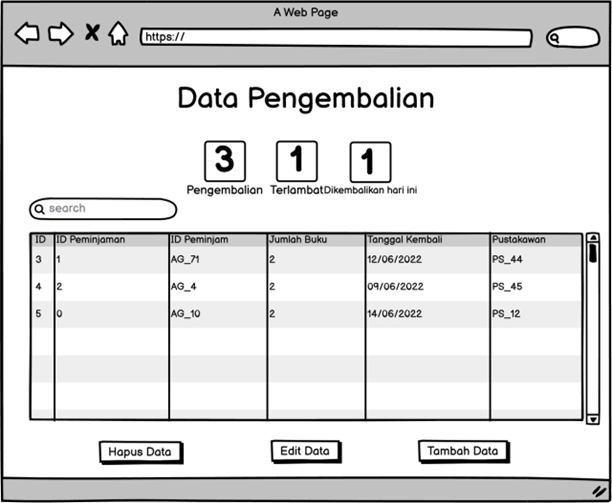 A Web Page
https://
Data Pengembalian
3 1 1
Pengembalian Terlambat Dikembalikan hari ini
search
ID ID Peminjaman ID Peminjam Jumlah Buku Tanggal Kembali Pustakawan
3 1 AG_71 2 12/06/2022 PS_44
4 2 AG_4 2 09/06/2022 PS_45
5 0 AG_10 2 14/06/2022 PS_12
Hapus Data Edit Data Tambah Data